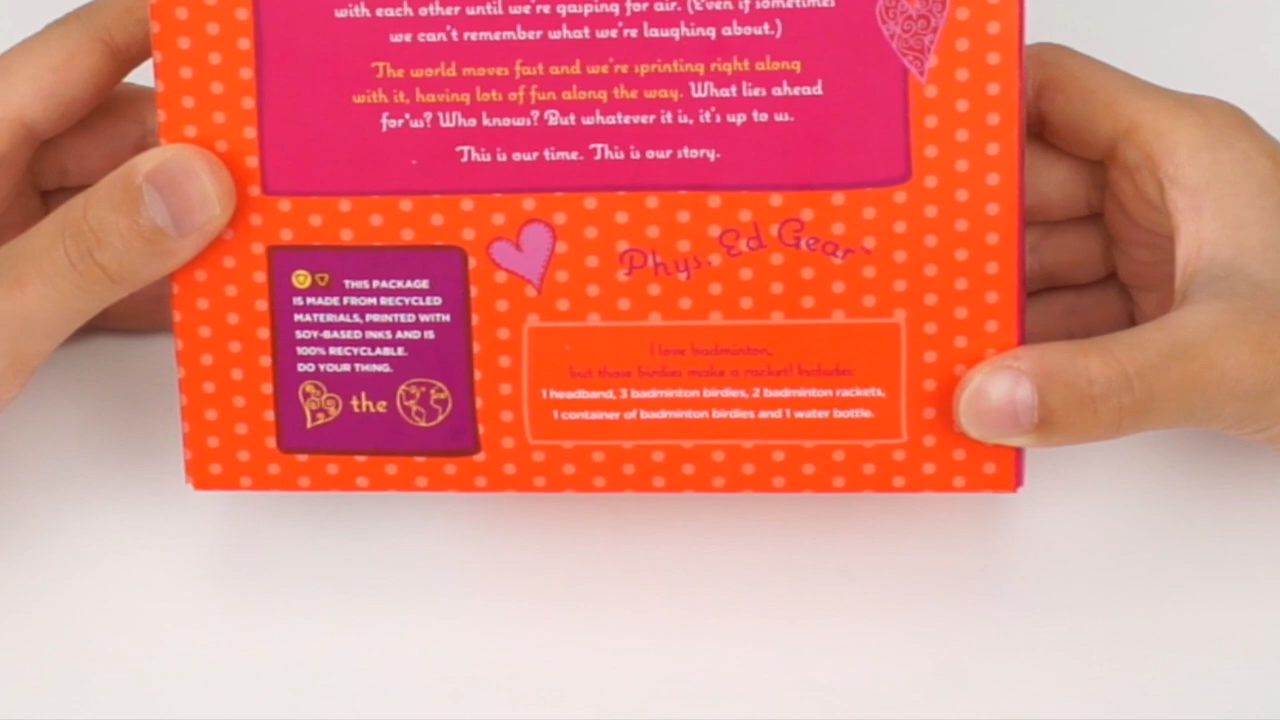 with each other until we're gasping for air. (Even if sometimes
we can't remember what we're laughing about.)
The world moves fast and we're sprinting right along
with it, having lots of fun along the way. What lies ahead
for us? Who knows? But whatever it is, it's up to us.
This is our time. This is our story.
Phys. Ed Gear™
THIS PACKAGE
IS MADE FROM RECYCLED
MATERIALS, PRINTED WITH
SOY-BASED INKS AND IS
100% RECYCLABLE.
DO YOUR THING.
the
I love badminton,
but those birdies make a racket! Includes:
1 headband, 3 badminton birdies, 2 badminton rackets,
1 container of badminton birdies and 1 water bottle.